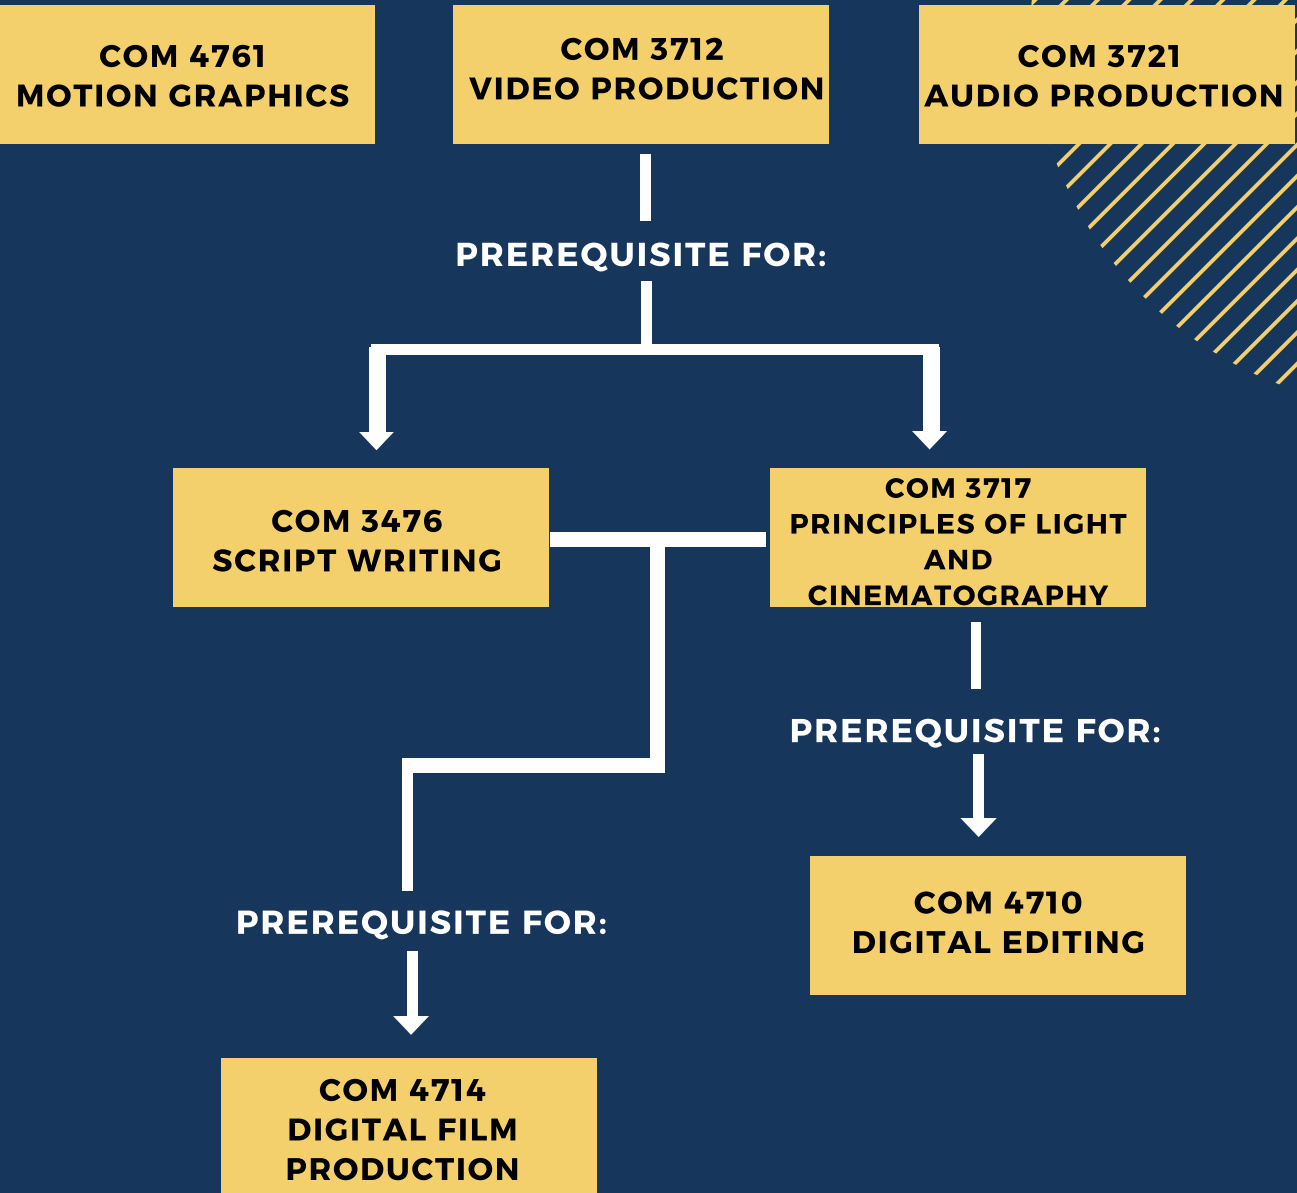 COM 4761
MOTION GRAPHICS
COM 3712
VIDEO PRODUCTION
COM 3721
AUDIO PRODUCTION
PREREQUISITE FOR:
COM 3476
SCRIPT WRITING
COM 3717
PRINCIPLES OF LIGHT
AND
CINEMATOGRAPHY
PREREQUISITE FOR:
COM 4710
DIGITAL EDITING
PREREQUISITE FOR:
COM 4714
DIGITAL FILM
PRODUCTION